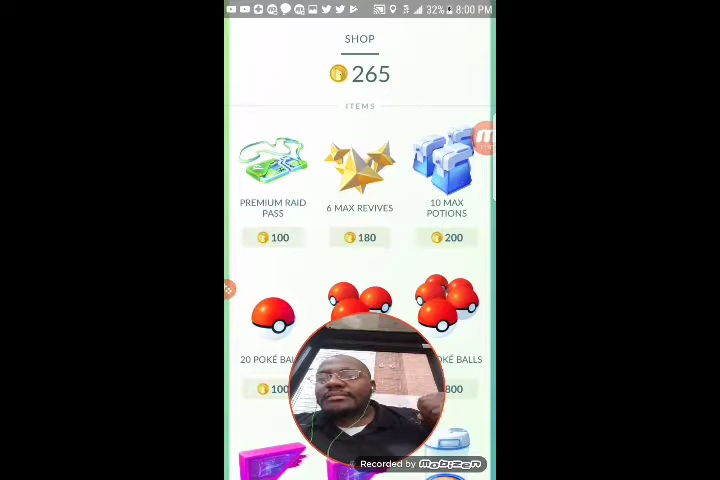 32% 8:00 PM
SHOP
265
ITEMS
PREMIUM RAID
PASS
6 MAX REVIVES
10 MAX
POTIONS
100
180
200
20 POKÉ
OKÉ BALLS
100
800
Recorded by mobizen